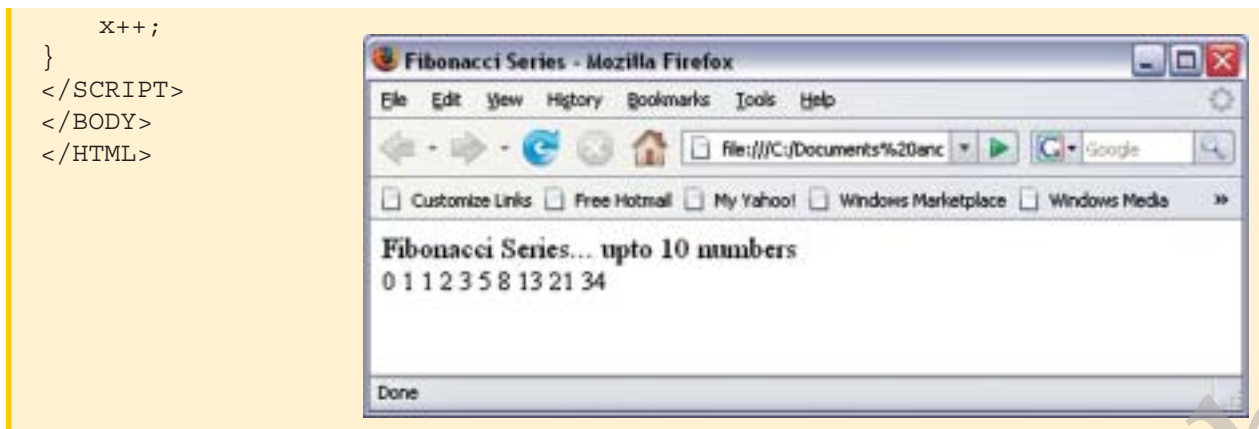 x++;
}
</SCRIPT>
</BODY>
</HTML>
Fibonacci Series - Mozilla Firefox
File Edit View History Bookmarks Tools Help
file:///C:/Documents%20anc
Google
Customize Links Free Hotmail My Yahoo! Windows Marketplace Windows Media »
Fibonacci Series... upto 10 numbers
0 1 1 2 3 5 8 13 21 34
Done